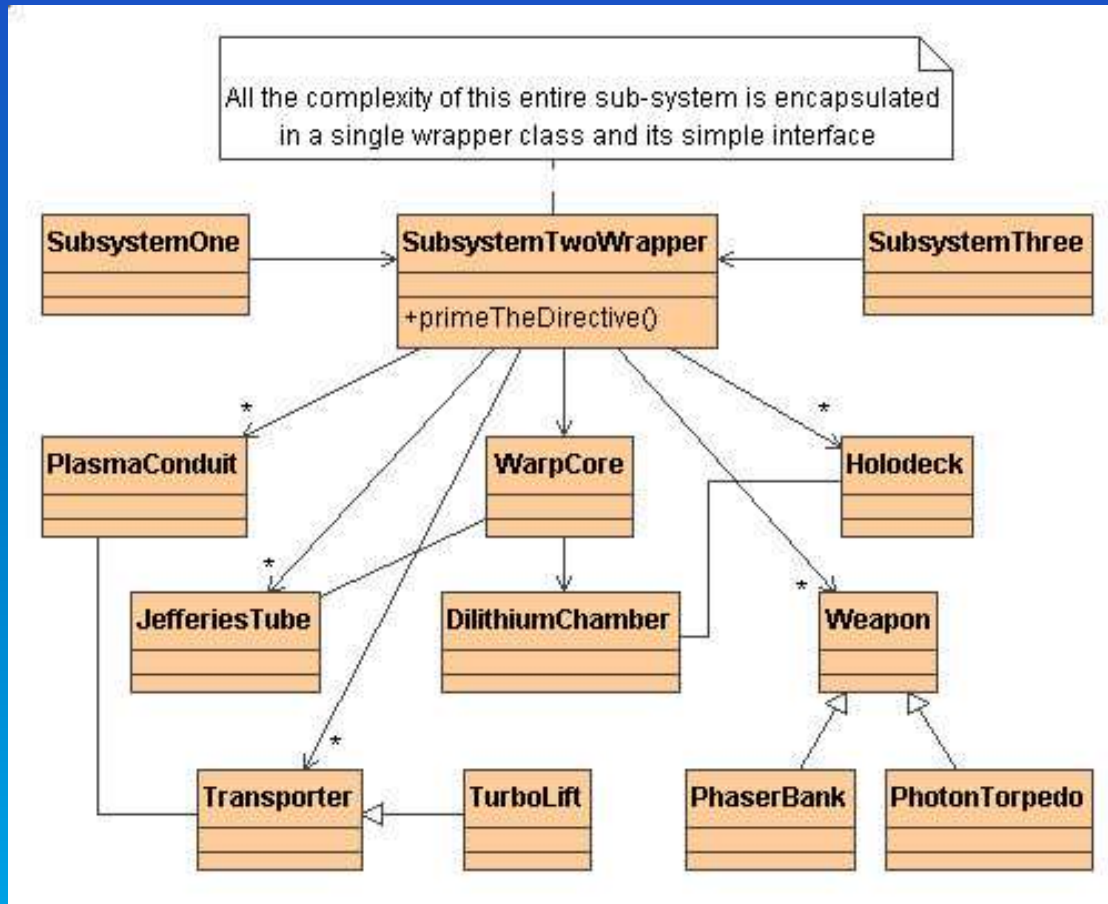 All the complexity of this entire sub-system is encapsulated
in a single wrapper class and its simple interface
SubsystemOne
SubsystemTwoWrapper
SubsystemThree
+primeTheDirective()
*
*
PlasmaConduit
WarpCore
Holodeck
*
*
JefferiesTube
DilithiumChamber
Weapon
*
Transporter
TurboLift
PhaserBank
PhotonTorpedo